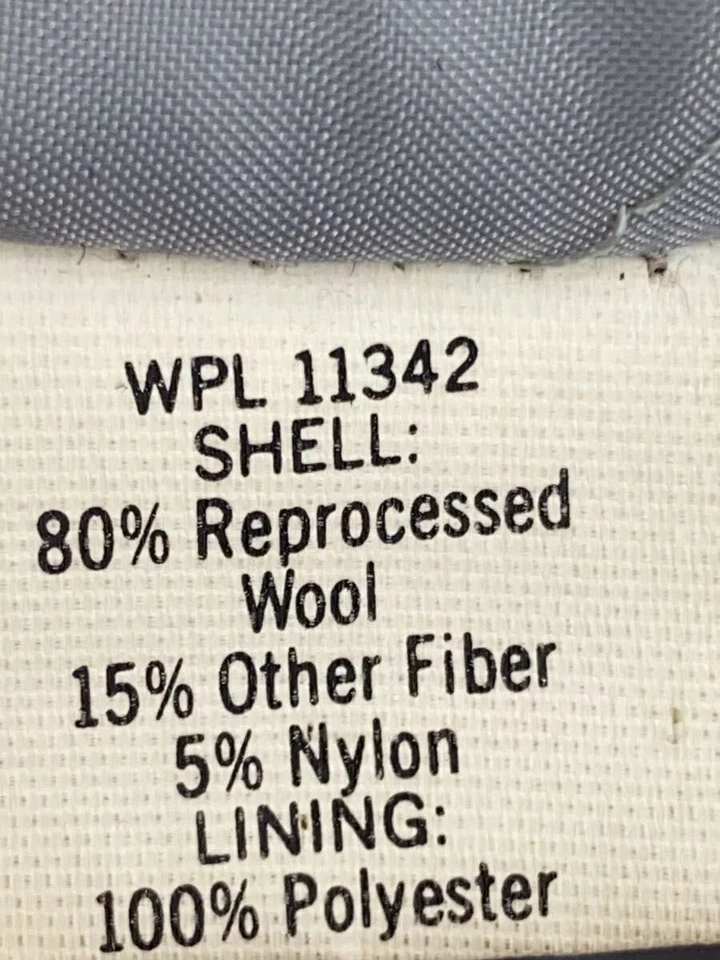 WPL 11342
SHELL:
80% Reprocessed
Wool
15% Other Fiber
5% Nylon
LINING:
100% Polyester